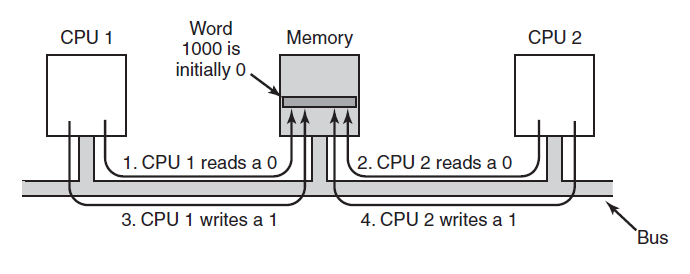 CPU 1
Word
1000 is
initially 0
Memory
CPU 2
1. CPU 1 reads a 0
2. CPU 2 reads a 0
3. CPU 1 writes a 1
4. CPU 2 writes a 1
Bus